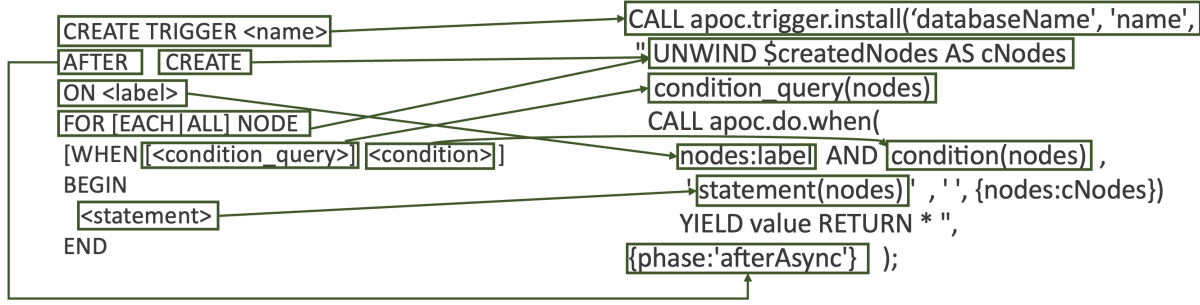 CREATE TRIGGER <name>
AFTER CREATE
ON <label>
FOR [EACH|ALL] NODE
[WHEN [<condition_query>] <condition> ]
BEGIN
<statement>
END
CALL apoc.trigger.install(‘databaseName', 'name',
" UNWIND $createdNodes AS cNodes
condition_query(nodes)
CALL apoc.do.when(
nodes:label AND condition(nodes) ,
' statement(nodes) ' , ' ', {nodes:cNodes})
YIELD value RETURN * ",
{phase:'afterAsync'} );